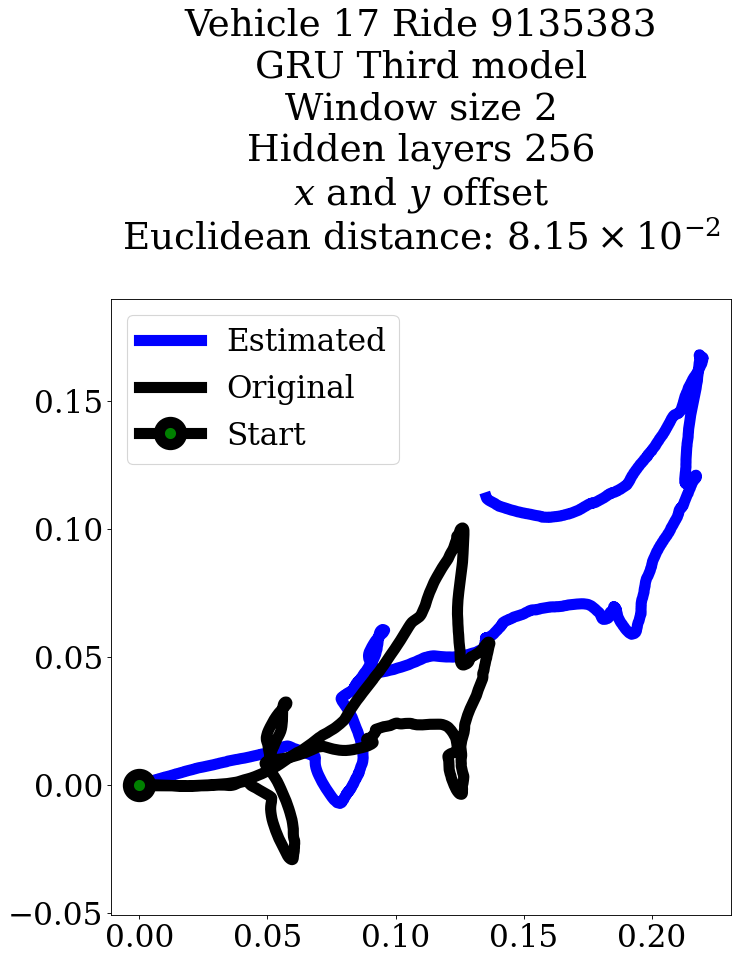 Vehicle 17 Ride 9135383
GRU Third model
Window size 2
Hidden layers 256
x and y offset
Euclidean distance: 8.15 × 10⁻²
Estimated
Original
Start
0.15
0.10
0.05
0.00
−0.05
0.00 0.05 0.10 0.15 0.20